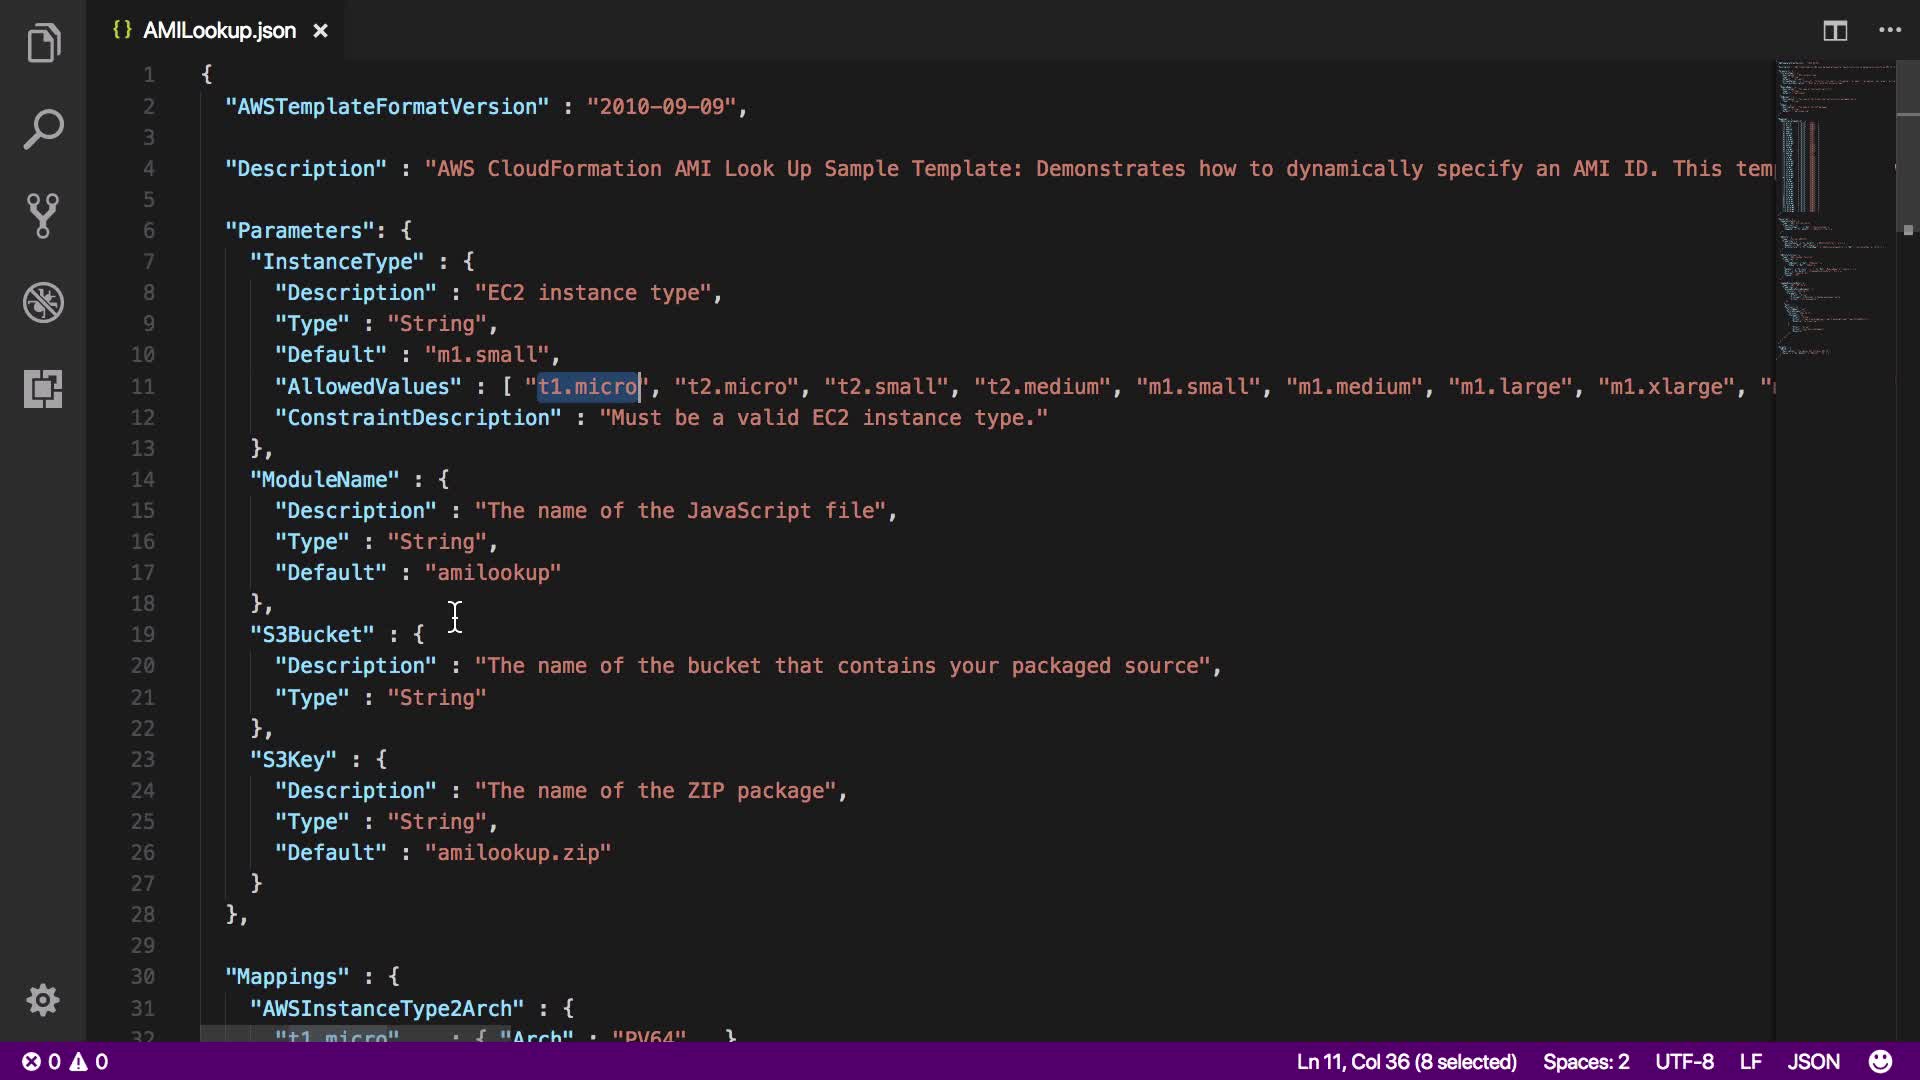 {} AMILookup.json ×
1 {
2 "AWSTemplateFormatVersion" : "2010-09-09",
3
4 "Description" : "AWS CloudFormation AMI Look Up Sample Template: Demonstrates how to dynamically specify an AMI ID. This tem
5
6 "Parameters": {
7 "InstanceType" : {
8 "Description" : "EC2 instance type",
9 "Type" : "String",
10 "Default" : "m1.small",
11 "AllowedValues" : [ "t1.micro", "t2.micro", "t2.small", "t2.medium", "m1.small", "m1.medium", "m1.large", "m1.xlarge", "
12 "ConstraintDescription" : "Must be a valid EC2 instance type."
13 },
14 "ModuleName" : {
15 "Description" : "The name of the JavaScript file",
16 "Type" : "String",
17 "Default" : "amilookup"
18 },
19 "S3Bucket" : {
20 "Description" : "The name of the bucket that contains your packaged source",
21 "Type" : "String"
22 },
23 "S3Key" : {
24 "Description" : "The name of the ZIP package",
25 "Type" : "String",
26 "Default" : "amilookup.zip"
27 }
28 },
29
30 "Mappings" : {
31 "AWSInstanceType2Arch" : {
32 "t1.micro" : { "Arch" : "PV64" }
0 0 Ln 11, Col 36 (8 selected) Spaces: 2 UTF-8 LF JSON